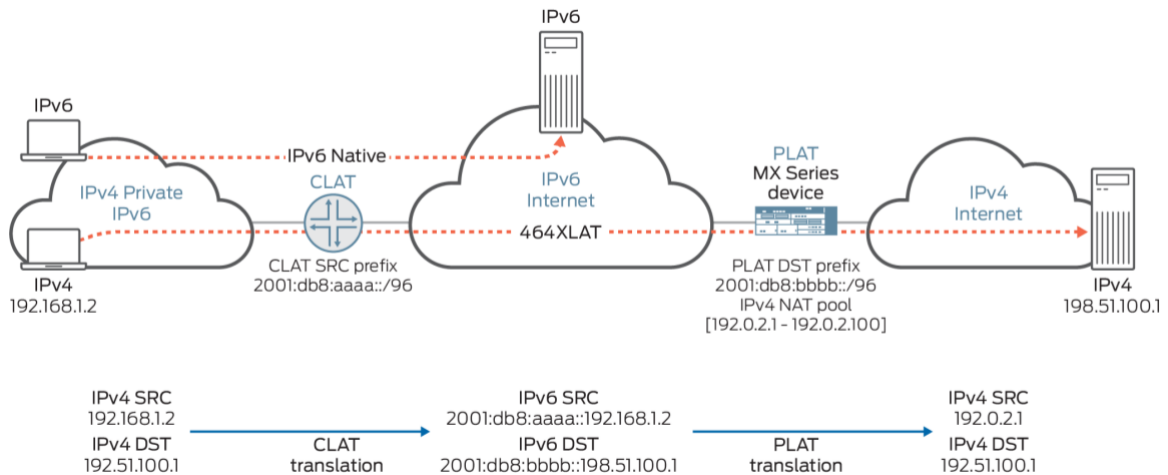 IPv6
IPv6
IPv6 Native
IPv4 Private
IPv6
CLAT
IPv6
Internet
PLAT
MX Series
device
IPv4
Internet
464XLAT
IPv4
192.168.1.2
CLAT SRC prefix
2001:db8:aaaa::/96
PLAT DST prefix
2001:db8:bbbb::/96
IPv4 NAT pool
[192.0.2.1 - 192.0.2.100]
IPv4
198.51.100.1
IPv4 SRC
192.168.1.2
IPv4 DST
192.51.100.1
CLAT
translation
IPv6 SRC
2001:db8:aaaa::192.168.1.2
IPv6 DST
2001:db8:bbbb::198.51.100.1
PLAT
translation
IPv4 SRC
192.0.2.1
IPv4 DST
192.51.100.1